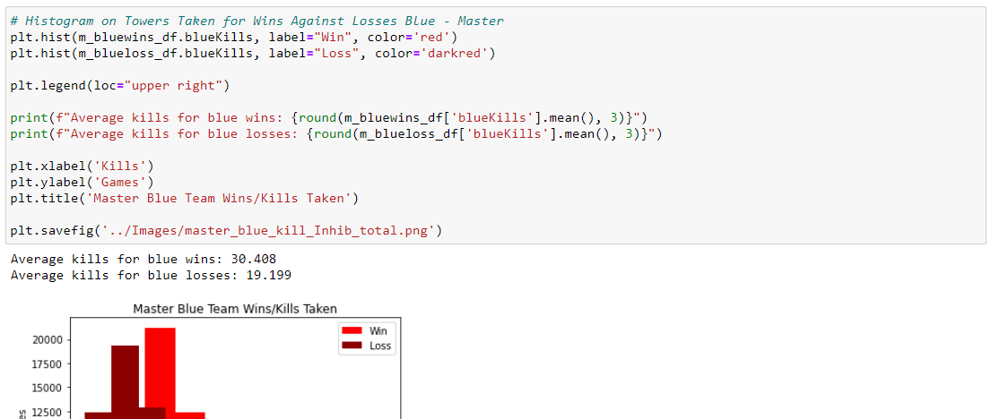 # Histogram on Towers Taken for Wins Against Losses Blue - Master
plt.hist(m_bluewins_df.blueKills, label="Win", color='red')
plt.hist(m_blueloss_df.blueKills, label="Loss", color='darkred')
plt.legend(loc="upper right")
print(f"Average kills for blue wins: {round(m_bluewins_df['blueKills'].mean(), 3)}")
print(f"Average kills for blue losses: {round(m_blueloss_df['blueKills'].mean(), 3)}")
plt.xlabel('Kills')
plt.ylabel('Games')
plt.title('Master Blue Team Wins/Kills Taken')
plt.savefig('../Images/master_blue_kill_Inhib_total.png')
Average kills for blue wins: 30.408
Average kills for blue losses: 19.199
Master Blue Team Wins/Kills Taken
Win
Loss
20000
17500
15000
12500